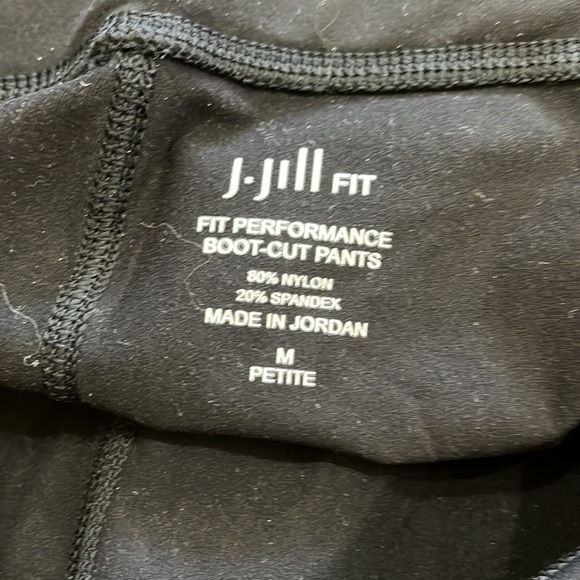 J.Jill FIT
FIT PERFORMANCE
BOOT-CUT PANTS
80% NYLON
20% SPANDEX
MADE IN JORDAN
M
PETITE